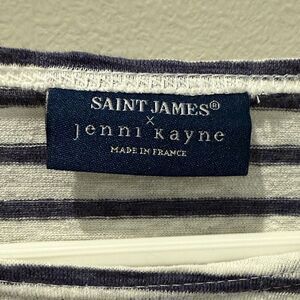 SAINT JAMES®
×
jenni kayne
MADE IN FRANCE